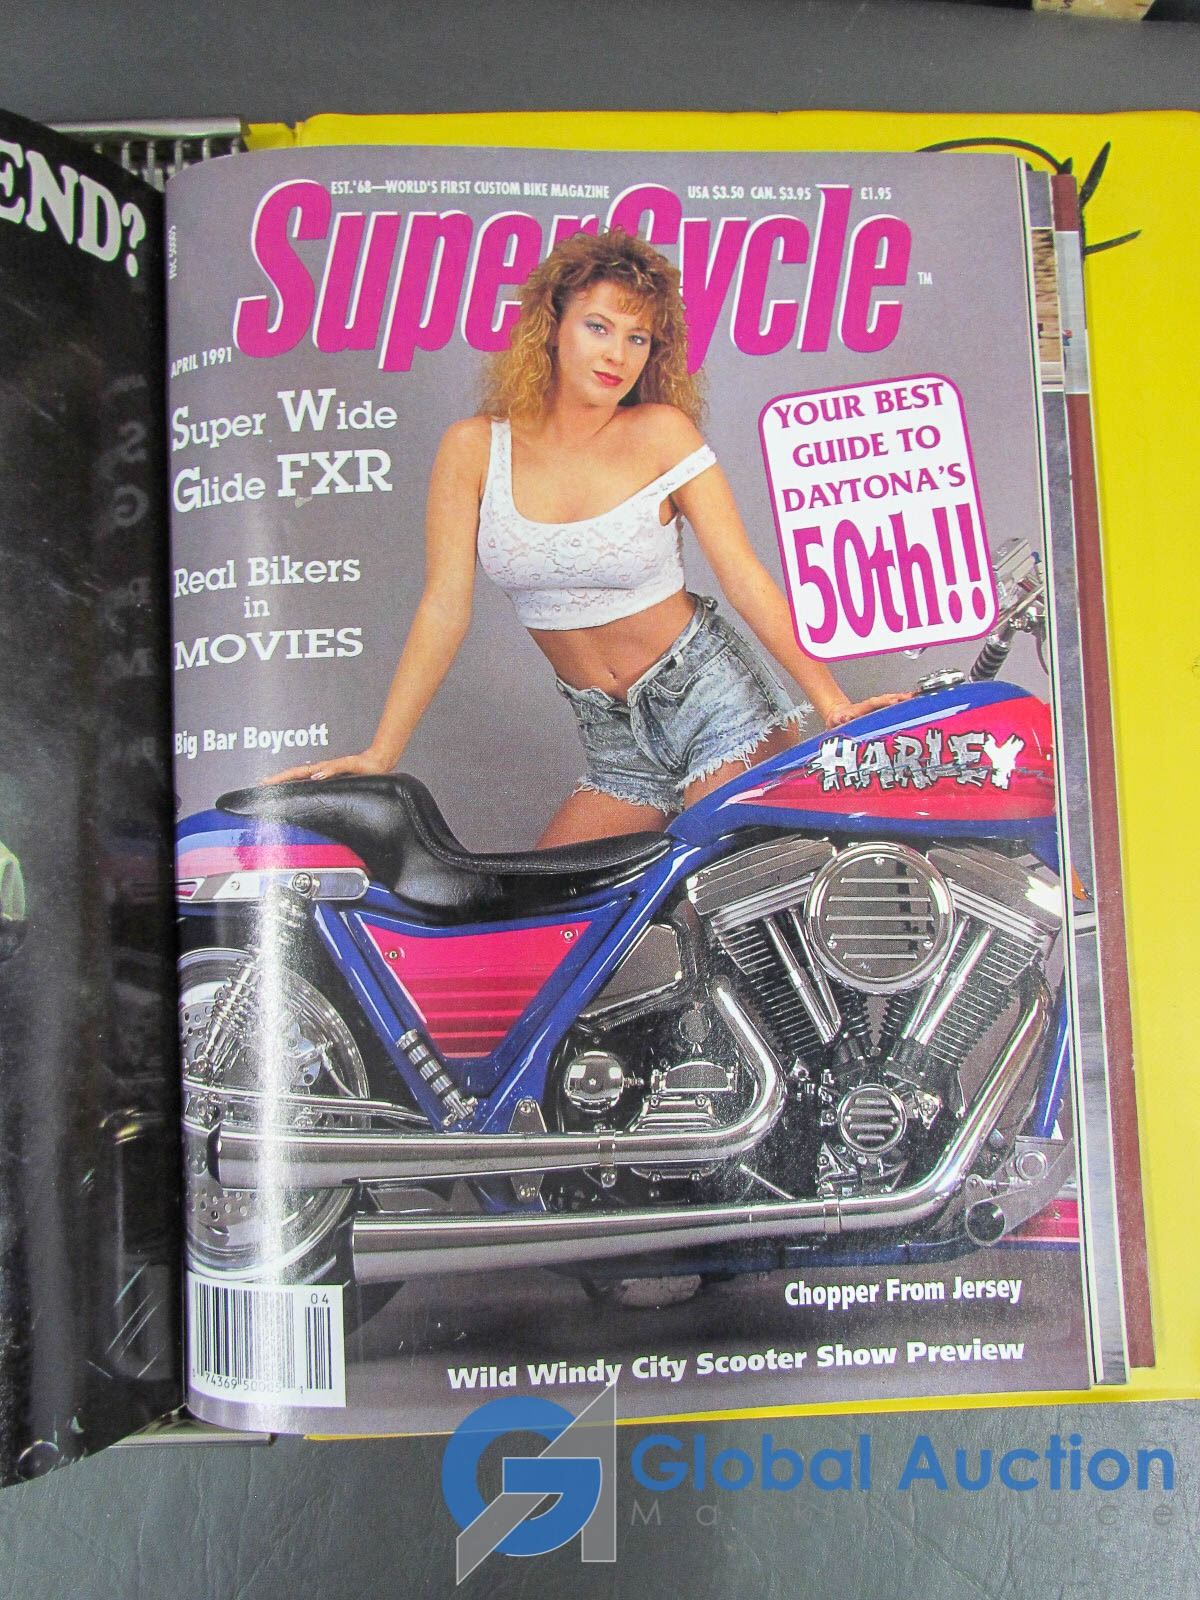 END?
EST.'68—WORLD'S FIRST CUSTOM BIKE MAGAZINE USA $3.50 CAN. $3.95 £1.95
SuperCycle TM
APRIL 1991
Super Wide
Glide FXR
Real Bikers
in
MOVIES
Big Bar Boycott
YOUR BEST
GUIDE TO
DAYTONA'S
50th!!
HARLEY
Chopper From Jersey
Wild Windy City Scooter Show Preview
04
74369 1
Global Auction